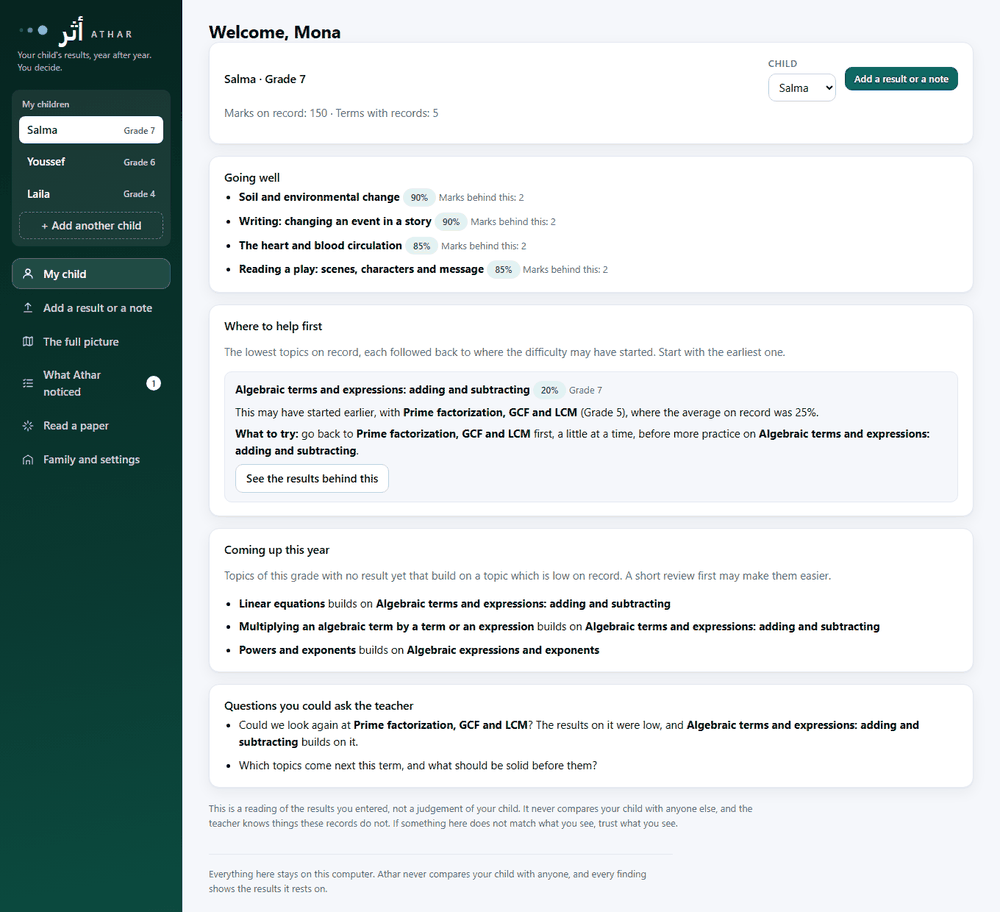 أثر ATHAR
Your child's results, year after year.
You decide.
My children
Salma Grade 7
Youssef Grade 6
Laila Grade 4
+ Add another child
My child
Add a result or a note
The full picture
What Athar
noticed 1
Read a paper
Family and settings
Welcome, Mona
Salma · Grade 7
CHILD
Salma
Add a result or a note
Marks on record: 150 · Terms with records: 5
Going well
• Soil and environmental change 90% Marks behind this: 2
• Writing: changing an event in a story 90% Marks behind this: 2
• The heart and blood circulation 85% Marks behind this: 2
• Reading a play: scenes, characters and message 85% Marks behind this: 2
Where to help first
The lowest topics on record, each followed back to where the difficulty may have started. Start with the earliest one.
Algebraic terms and expressions: adding and subtracting 20% Grade 7
This may have started earlier, with Prime factorization, GCF and LCM (Grade 5), where the average on record was 25%.
What to try: go back to Prime factorization, GCF and LCM first, a little at a time, before more practice on Algebraic terms and expressions:
adding and subtracting.
See the results behind this
Coming up this year
Topics of this grade with no result yet that build on a topic which is low on record. A short review first may make them easier.
• Linear equations builds on Algebraic terms and expressions: adding and subtracting
• Multiplying an algebraic term by a term or an expression builds on Algebraic terms and expressions: adding and subtracting
• Powers and exponents builds on Algebraic expressions and exponents
Questions you could ask the teacher
• Could we look again at Prime factorization, GCF and LCM? The results on it were low, and Algebraic terms and expressions: adding and
subtracting builds on it.
• Which topics come next this term, and what should be solid before them?
This is a reading of the results you entered, not a judgement of your child. It never compares your child with anyone else, and the
teacher knows things these records do not. If something here does not match what you see, trust what you see.
Everything here stays on this computer. Athar never compares your child with anyone, and every finding
shows the results it rests on.